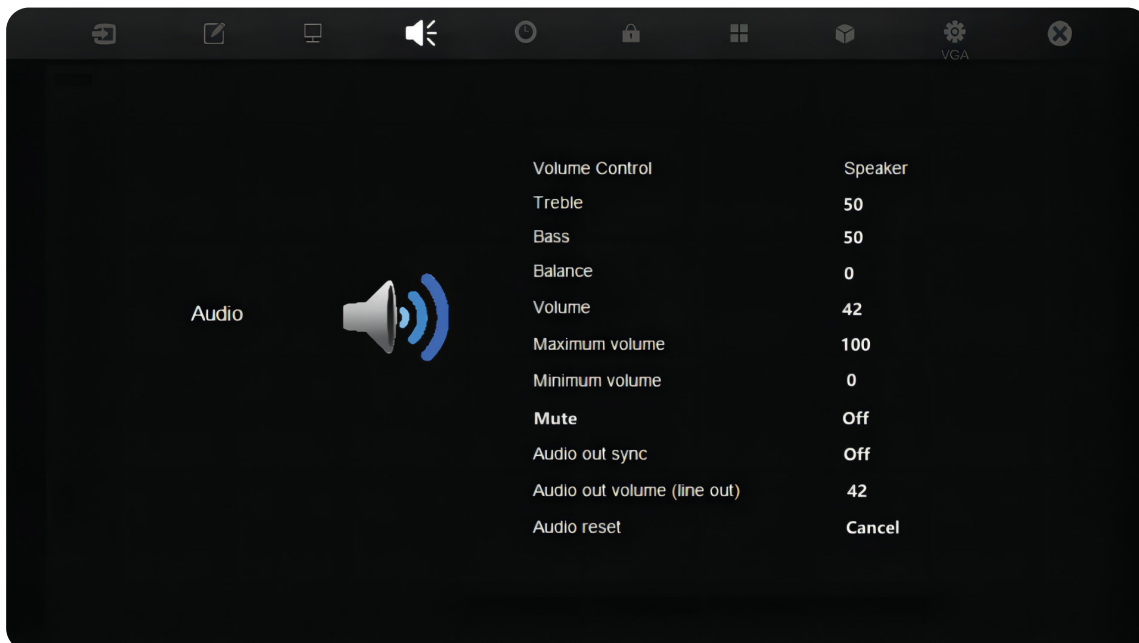 VGA
Audio
Volume Control Speaker
Treble 50
Bass 50
Balance 0
Volume 42
Maximum volume 100
Minimum volume 0
Mute Off
Audio out sync Off
Audio out volume (line out) 42
Audio reset Cancel